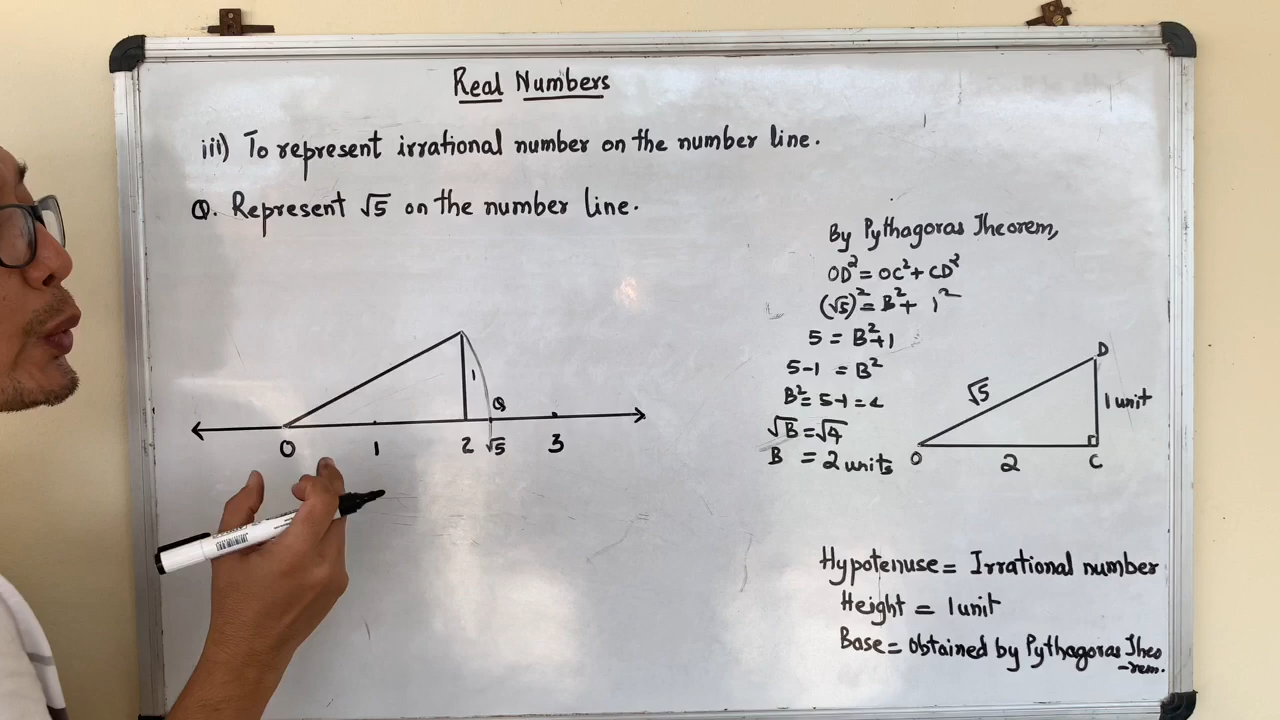 Real Numbers
iii) To represent irrational number on the number line.
Q. Represent √5 on the number line.
By Pythagoras Theorem,
OD² = OC² + CD²
(√5)² = B² + 1²
5 = B²+1
5-1 = B²
B² = 5-1 = 4
√B = √4
B = 2 units
1
Q
0 1 2 √5 3
D
√5
1 unit
O 2 C
Hypotenuse = Irrational number
Height = 1 unit
Base = obtained by Pythagoras Theo
-rem.